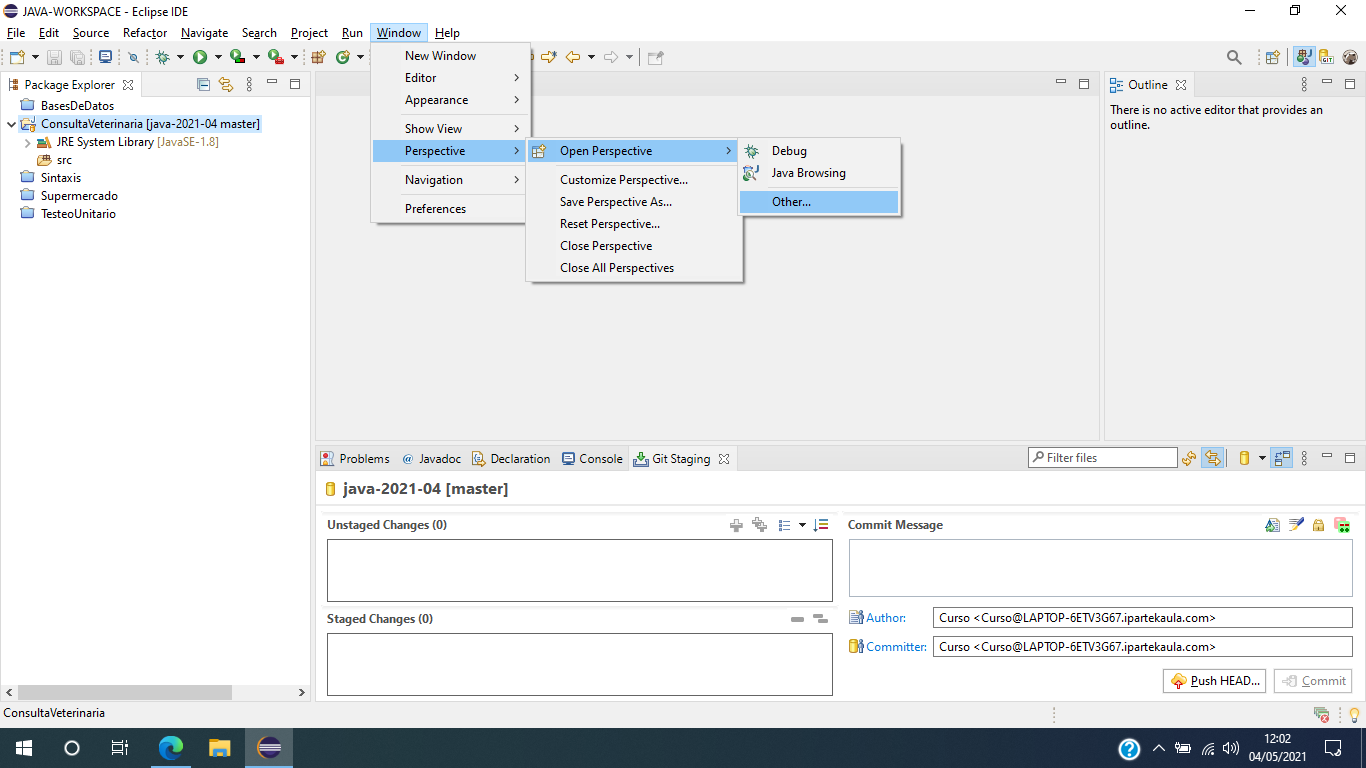 JAVA-WORKSPACE - Eclipse IDE
File Edit Source Refactor Navigate Search Project Run Window Help
New Window
Editor
Appearance
Show View
Perspective
Navigation
Preferences
Open Perspective
Customize Perspective...
Save Perspective As...
Reset Perspective...
Close Perspective
Close All Perspectives
Debug
Java Browsing
Other...
GIT
Package Explorer
BasesDeDatos
ConsultaVeterinaria [java-2021-04 master]
JRE System Library [JavaSE-1.8]
src
Sintaxis
Supermercado
TesteoUnitario
Outline
There is no active editor that provides an
outline.
Problems @ Javadoc Declaration Console Git Staging
Filter files
java-2021-04 [master]
Unstaged Changes (0)
Staged Changes (0)
Commit Message
Author: Curso <Curso@LAPTOP-6ETV3G67.ipartekaula.com>
Committer: Curso <Curso@LAPTOP-6ETV3G67.ipartekaula.com>
Push HEAD... Commit
ConsultaVeterinaria
12:02
04/05/2021